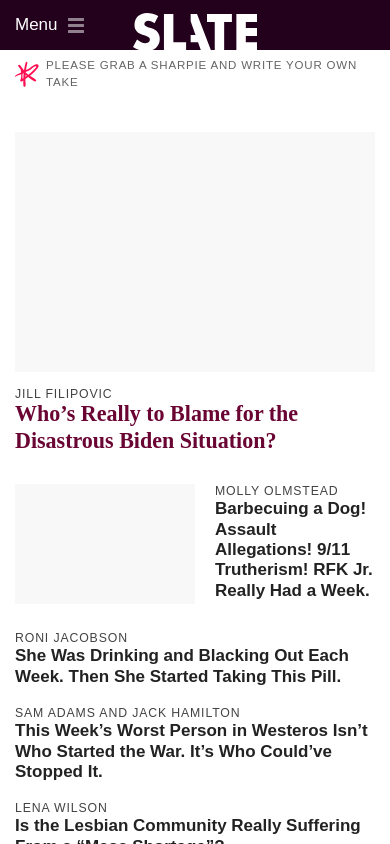 Menu
SLATE
PLEASE GRAB A SHARPIE AND WRITE YOUR OWN
TAKE
JILL FILIPOVIC
Who’s Really to Blame for the
Disastrous Biden Situation?
MOLLY OLMSTEAD
Barbecuing a Dog!
Assault
Allegations! 9/11
Trutherism! RFK Jr.
Really Had a Week.
RONI JACOBSON
She Was Drinking and Blacking Out Each
Week. Then She Started Taking This Pill.
SAM ADAMS AND JACK HAMILTON
This Week’s Worst Person in Westeros Isn’t
Who Started the War. It’s Who Could’ve
Stopped It.
LENA WILSON
Is the Lesbian Community Really Suffering
From a “Masc Shortage”?